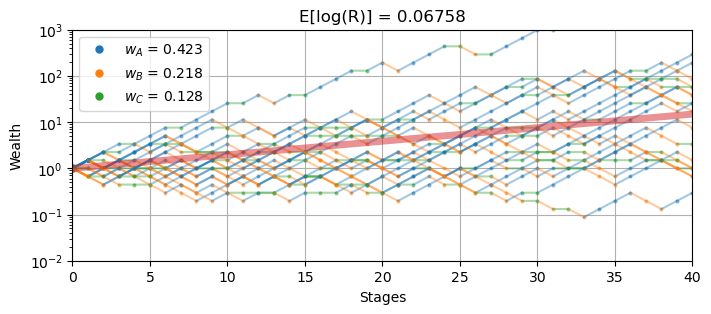 E[log(R)] = 0.06758
w_A = 0.423
w_B = 0.218
w_C = 0.128
Wealth
10^3
10^2
10^1
10^0
10^-1
10^-2
0 5 10 15 20 25 30 35 40
Stages